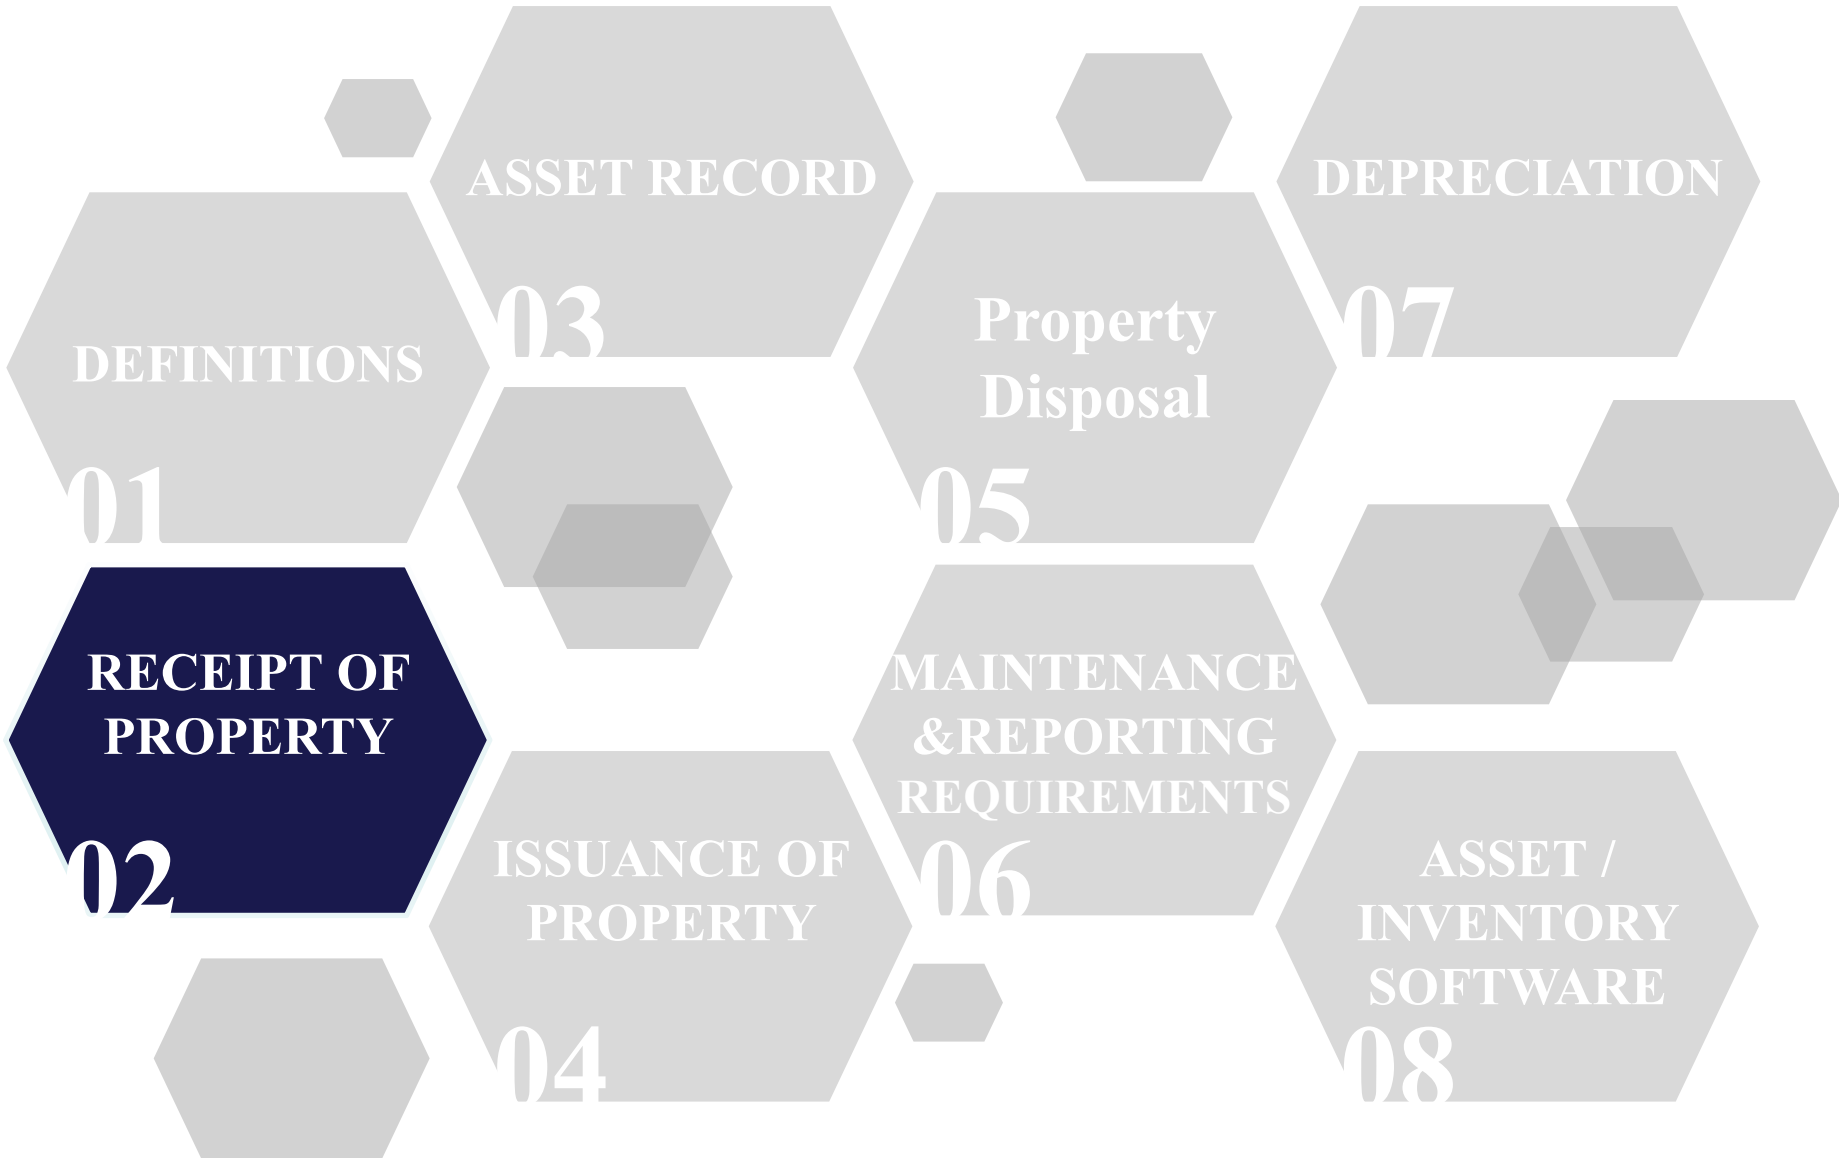 DEFINITIONS
01
RECEIPT OF
PROPERTY
02
ASSET RECORD
03
ISSUANCE OF
PROPERTY
04
Property
Disposal
05
MAINTENANCE
&REPORTING
REQUIREMENTS
06
DEPRECIATION
07
ASSET /
INVENTORY
SOFTWARE
08